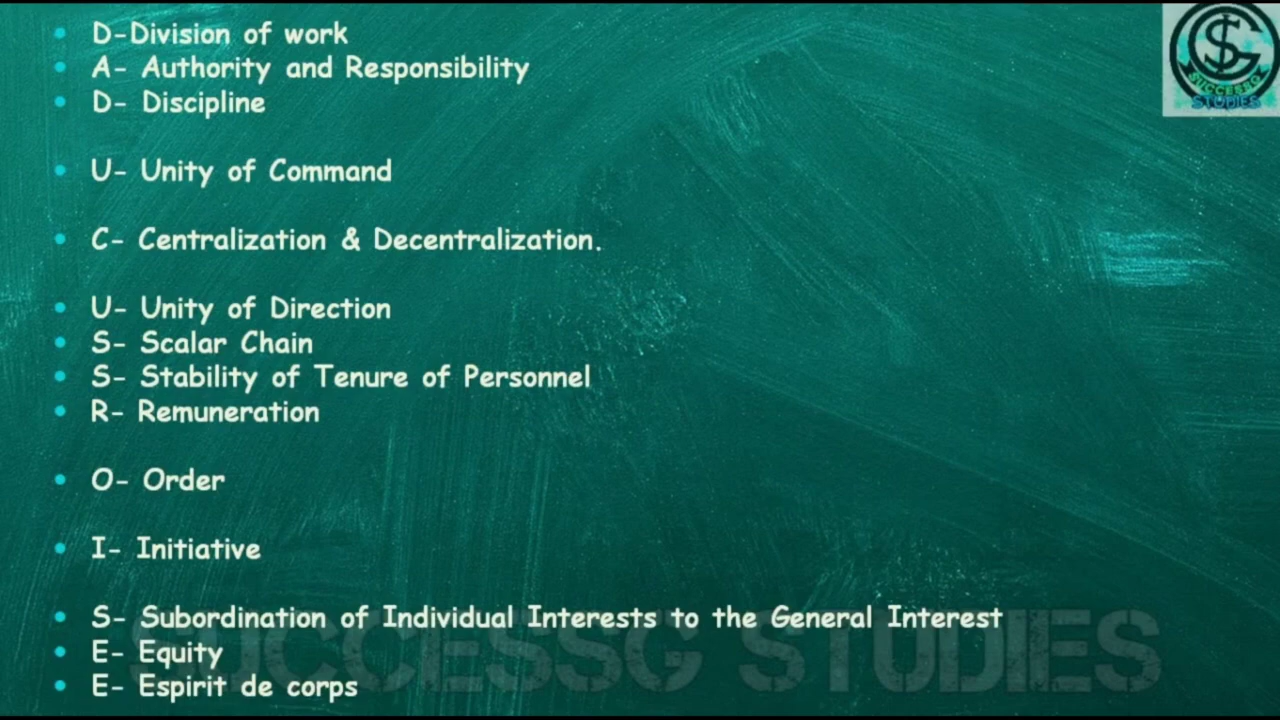 D-Division of work
A- Authority and Responsibility
D- Discipline
U- Unity of Command
C- Centralization & Decentralization.
U- Unity of Direction
S- Scalar Chain
S- Stability of Tenure of Personnel
R- Remuneration
O- Order
I- Initiative
S- Subordination of Individual Interests to the General Interest
E- Equity
E- Espirit de corps
SUCCESSG STUDIES
SUCCESSG
STUDIES